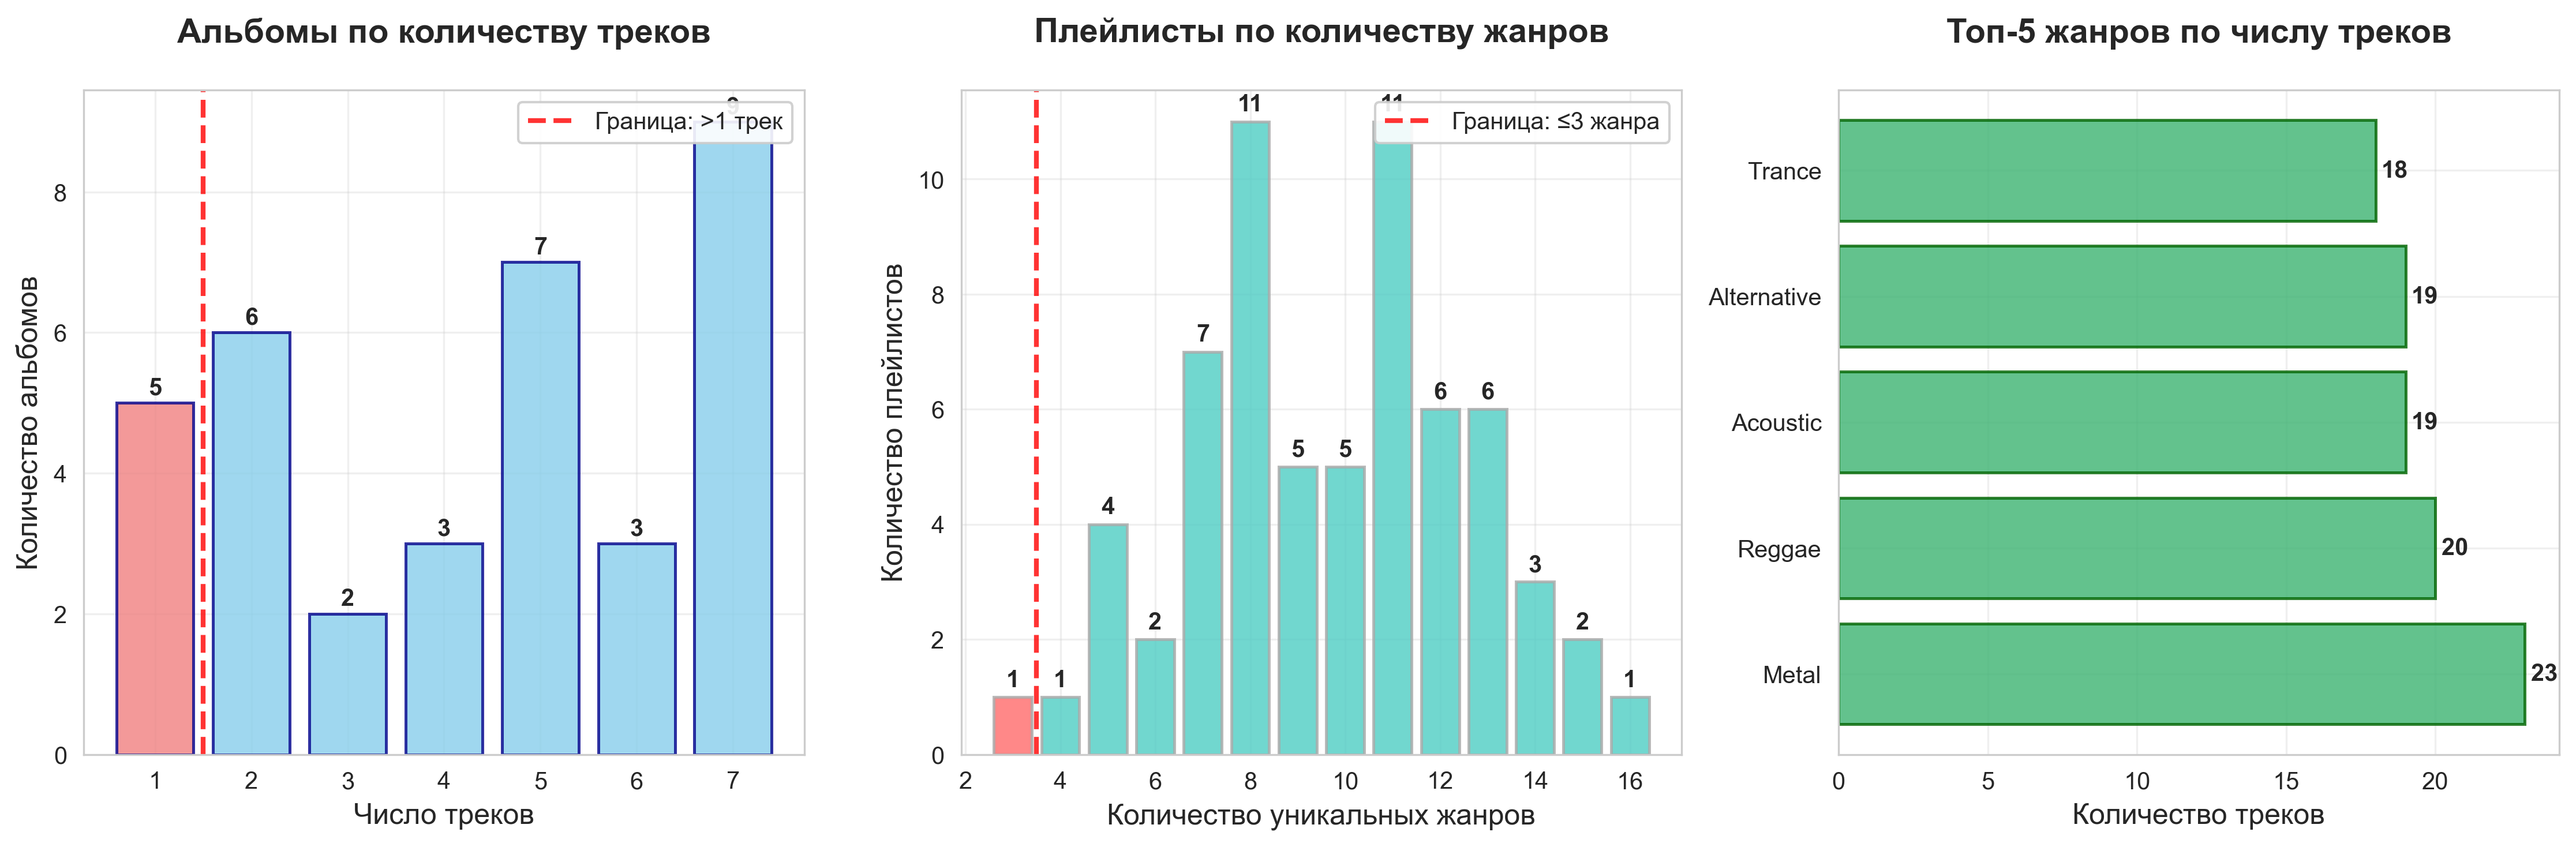 Альбомы по количеству треков
Граница: >1 трек
Количество альбомов
8
6
4
2
0
5
6
2
3
7
3
9
1 2 3 4 5 6 7
Число треков
Плейлисты по количеству жанров
Граница: ≤3 жанра
Количество плейлистов
10
8
6
4
2
0
1
1
4
2
7
11
5
5
11
6
6
3
2
1
2 4 6 8 10 12 14 16
Количество уникальных жанров
Топ-5 жанров по числу треков
Trance 18
Alternative 19
Acoustic 19
Reggae 20
Metal 23
0 5 10 15 20
Количество треков